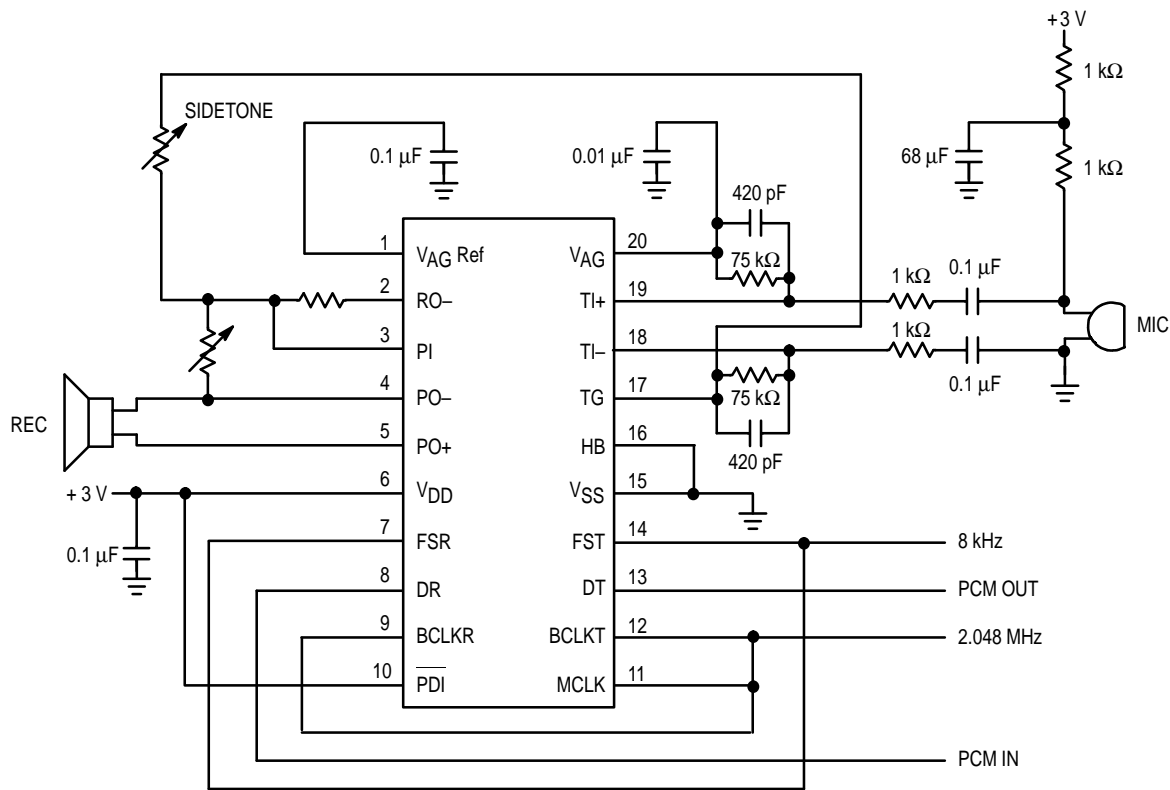 +3 V
1 kΩ
SIDETONE
0.1 µF
0.01 µF
68 µF
1 kΩ
420 pF
1
VAG Ref
VAG
20
75 kΩ
1 kΩ
0.1 µF
2
RO–
TI+
19
1 kΩ
MIC
3
PI
TI–
18
0.1 µF
4
PO–
TG
17
75 kΩ
REC
5
PO+
HB
16
420 pF
+ 3 V
6
VDD
VSS
15
7
FSR
FST
14
8 kHz
0.1 µF
8
DR
DT
13
PCM OUT
9
BCLKR
BCLKT
12
2.048 MHz
10
PDI
MCLK
11
PCM IN